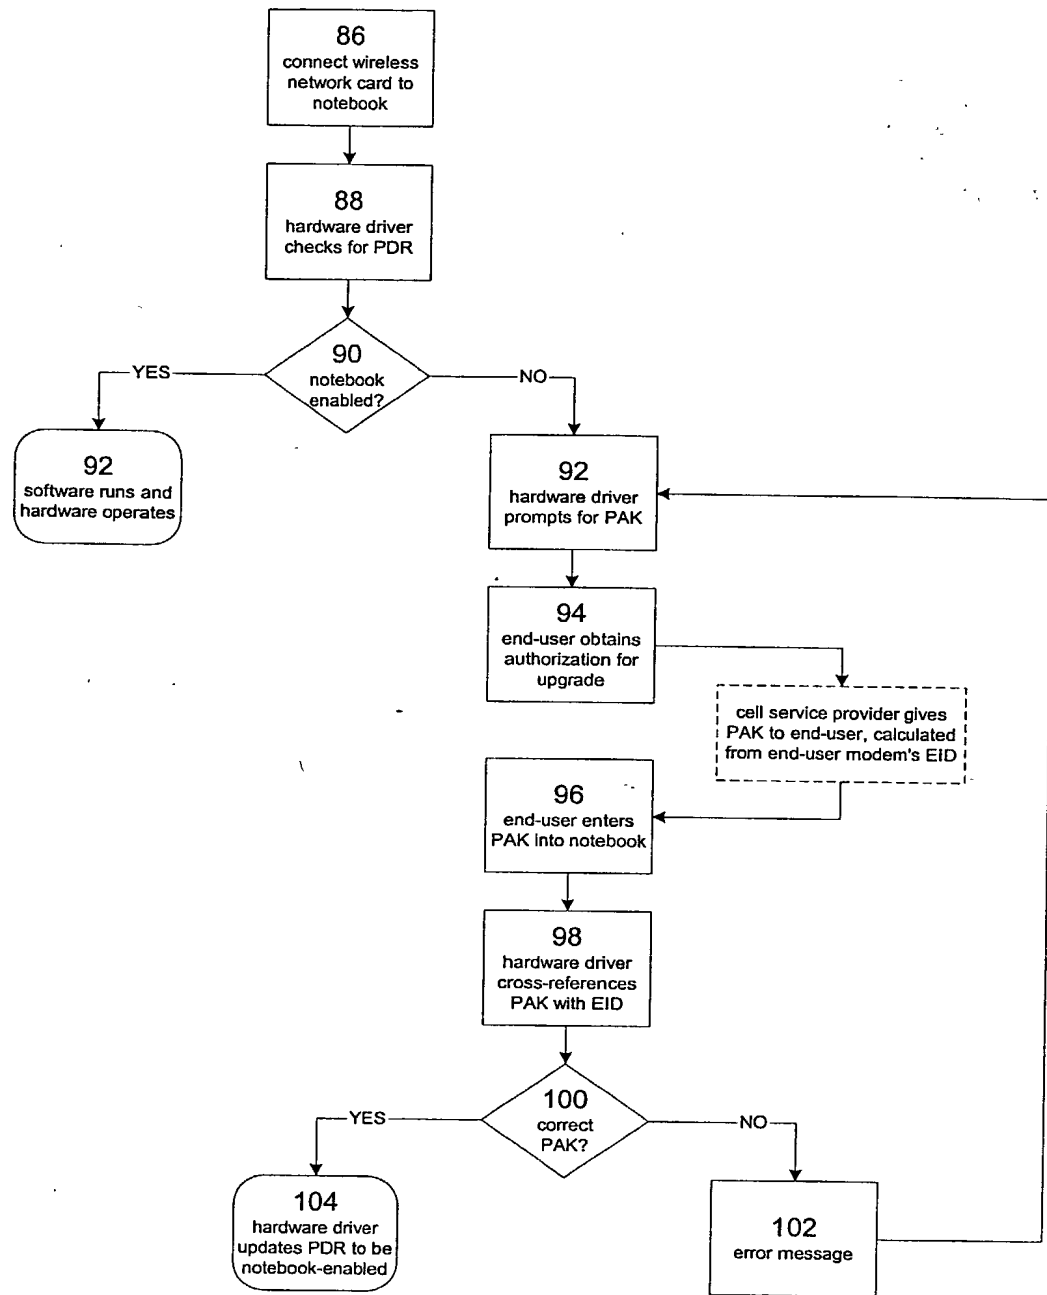 86
connect wireless
network card to
notebook
88
hardware driver
checks for PDR
90
notebook
enabled?
YES
NO
92
software runs and
hardware operates
92
hardware driver
prompts for PAK
94
end-user obtains
authorization for
upgrade
cell service provider gives
PAK to end-user, calculated
from end-user modem's EID
96
end-user enters
PAK into notebook
98
hardware driver
cross-references
PAK with EID
100
correct
PAK?
YES
NO
104
hardware driver
updates PDR to be
notebook-enabled
102
error message